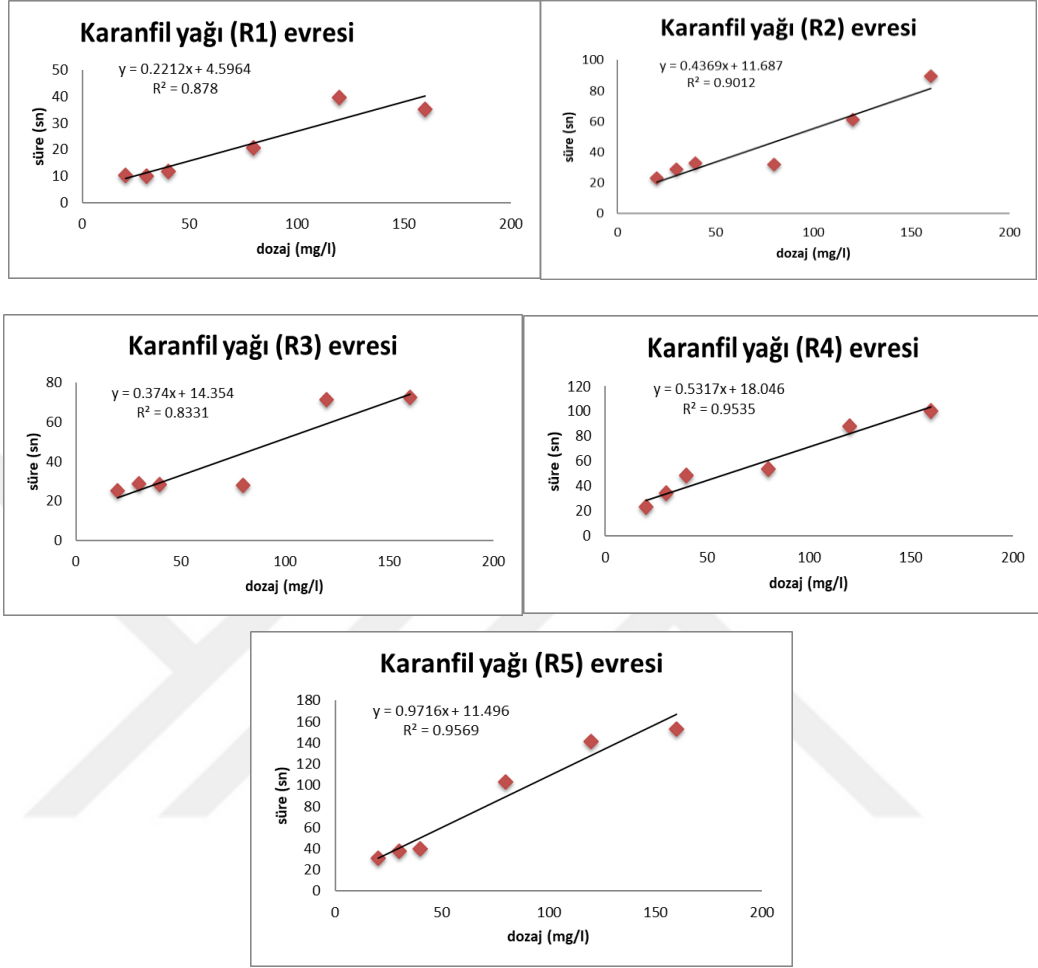 Karanfil yağı (R1) evresi
y = 0.2212x + 4.5964
R² = 0.878
50
40
30
20
10
0
süre (sn)
0 50 100 150 200
dozaj (mg/l)
Karanfil yağı (R2) evresi
y = 0.4369x + 11.687
R² = 0.9012
100
80
60
40
20
0
süre (sn)
0 50 100 150 200
dozaj (mg/l)
Karanfil yağı (R3) evresi
y = 0.374x + 14.354
R² = 0.8331
80
60
40
20
0
süre (sn)
0 50 100 150 200
dozaj (mg/l)
Karanfil yağı (R4) evresi
y = 0.5317x + 18.046
R² = 0.9535
120
100
80
60
40
20
0
süre (sn)
0 50 100 150 200
dozaj (mg/l)
Karanfil yağı (R5) evresi
y = 0.9716x + 11.496
R² = 0.9569
180
160
140
120
100
80
60
40
20
0
süre (sn)
0 50 100 150 200
dozaj (mg/l)